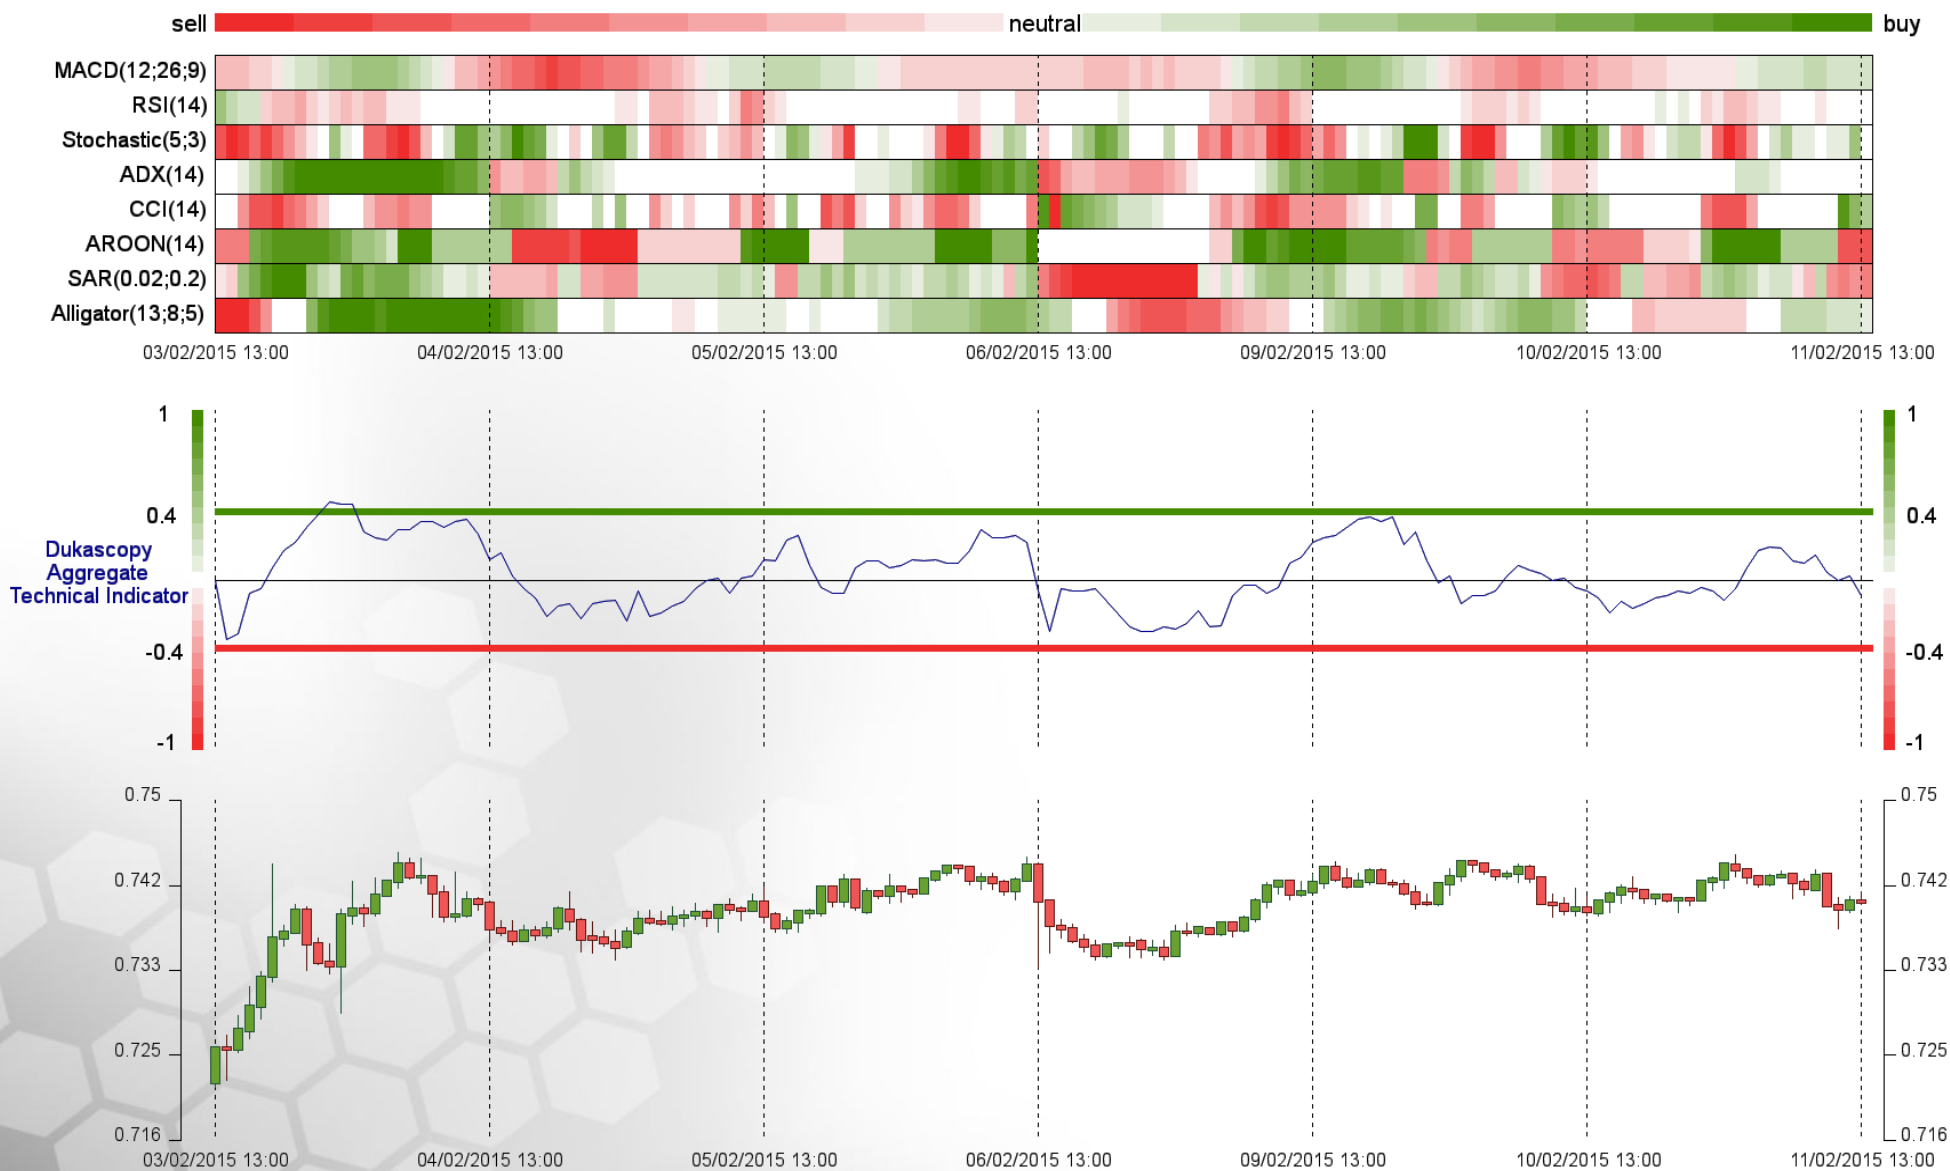 sell neutral buy
MACD(12;26;9)
RSI(14)
Stochastic(5;3)
ADX(14)
CCI(14)
AROON(14)
SAR(0.02;0.2)
Alligator(13;8;5)
03/02/2015 13:00 04/02/2015 13:00 05/02/2015 13:00 06/02/2015 13:00 09/02/2015 13:00 10/02/2015 13:00 11/02/2015 13:00
1 1
0.4 0.4
Dukascopy
Aggregate
Technical Indicator
-0.4 -0.4
-1 -1
0.75 0.75
0.742 0.742
0.733 0.733
0.725 0.725
0.716 0.716
03/02/2015 13:00 04/02/2015 13:00 05/02/2015 13:00 06/02/2015 13:00 09/02/2015 13:00 10/02/2015 13:00 11/02/2015 13:00